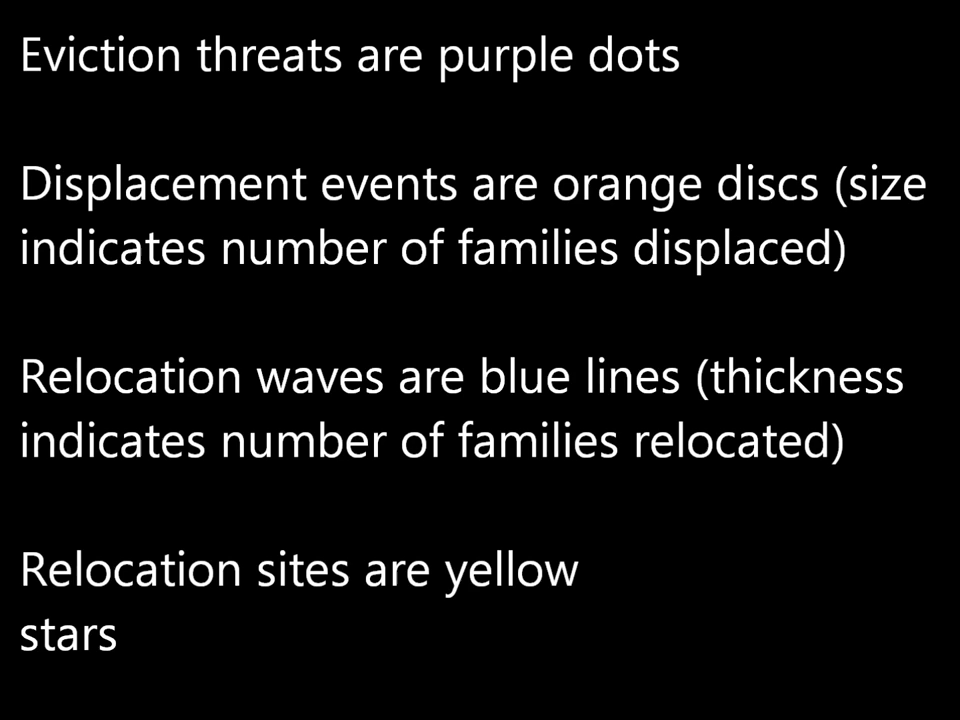 Eviction threats are purple dots
Displacement events are orange discs (size
indicates number of families displaced)
Relocation waves are blue lines (thickness
indicates number of families relocated)
Relocation sites are yellow
stars